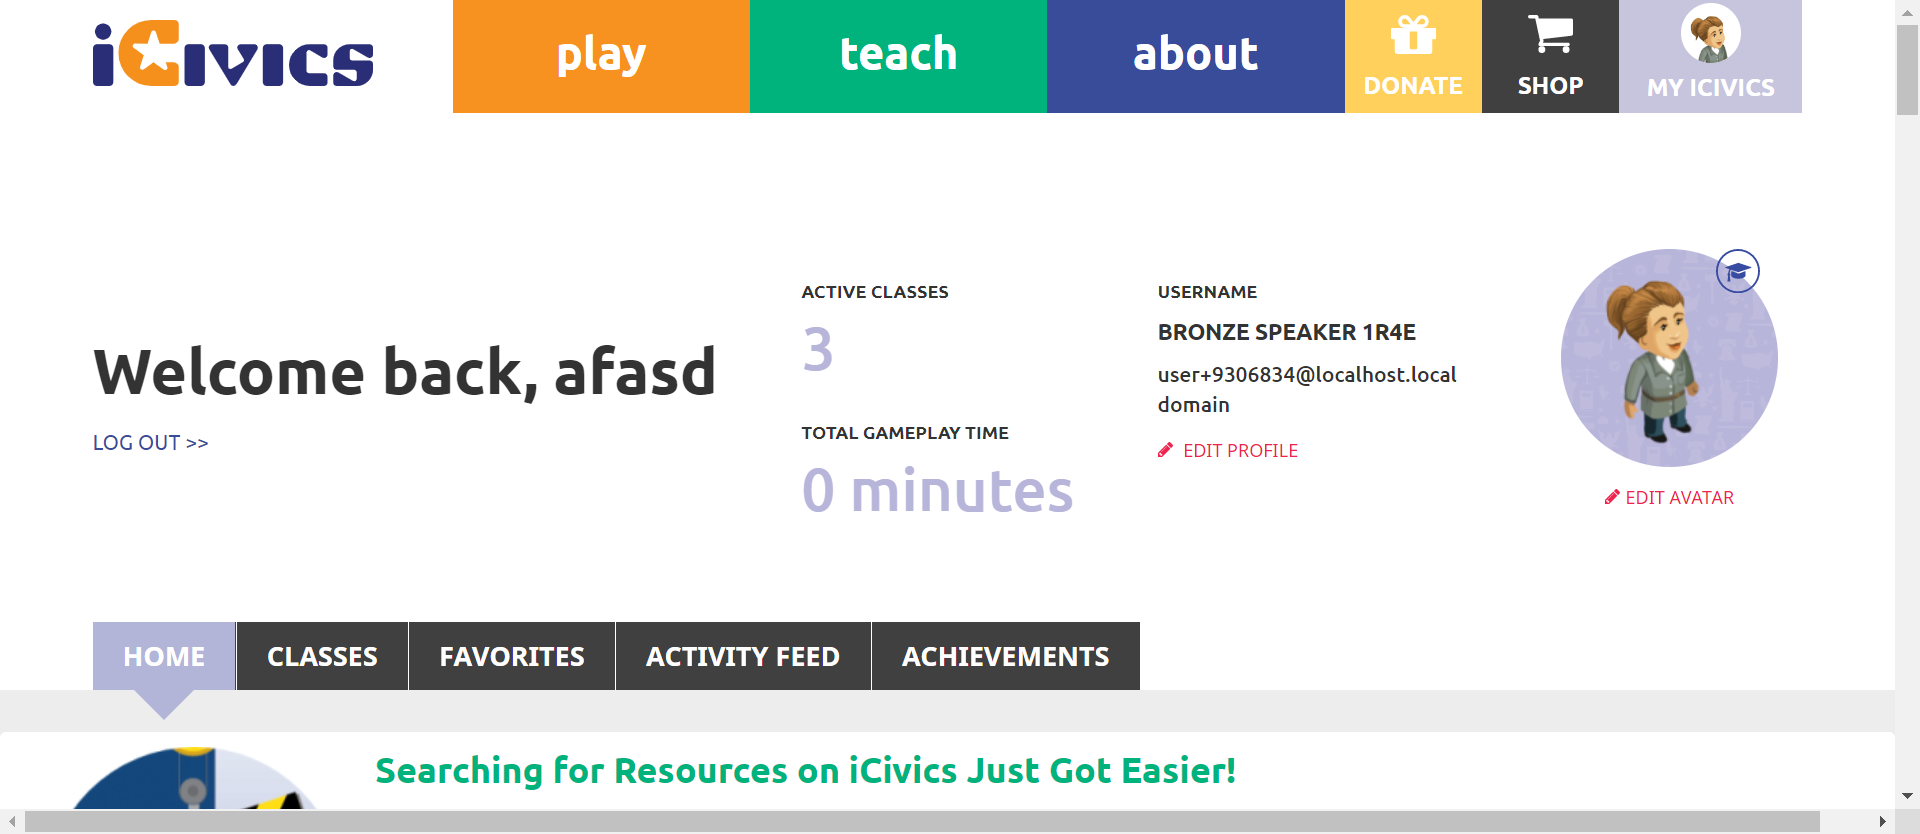 iCivics
play
teach
about
DONATE
SHOP
MY ICIVICS
Welcome back, afasd
LOG OUT >>
ACTIVE CLASSES
3
TOTAL GAMEPLAY TIME
0 minutes
USERNAME
BRONZE SPEAKER 1R4E
user+9306834@localhost.local
domain
EDIT PROFILE
EDIT AVATAR
HOME
CLASSES
FAVORITES
ACTIVITY FEED
ACHIEVEMENTS
Searching for Resources on iCivics Just Got Easier!